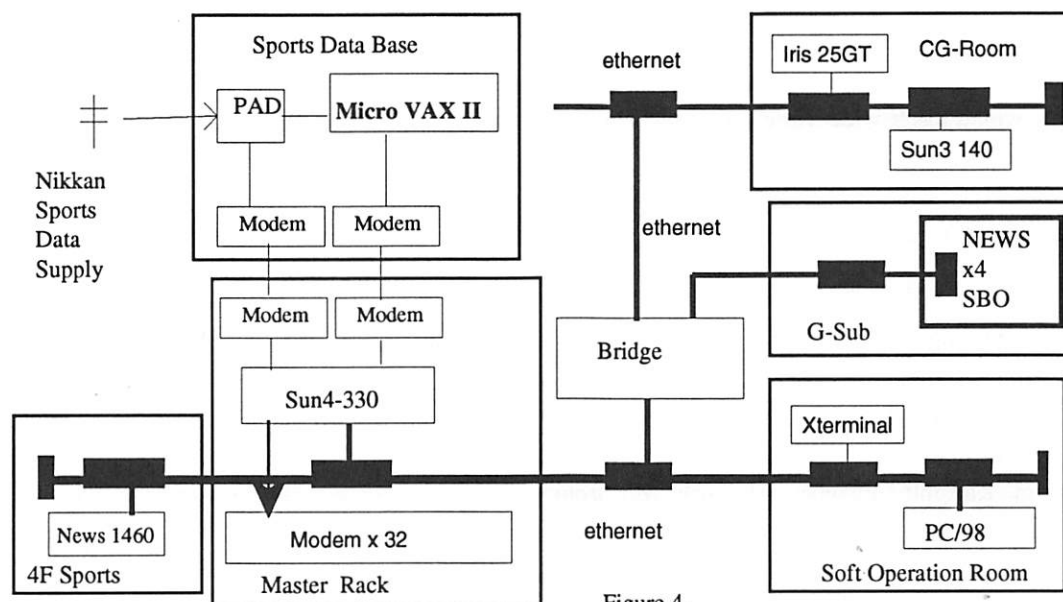 Sports Data Base
PAD
Micro VAX II
Nikkan
Sports
Data
Supply
Modem
Modem
Modem
Modem
Sun4-330
News 1460
4F Sports
Modem x 32
Master Rack
ethernet
ethernet
Bridge
ethernet
Iris 25GT
CG-Room
Sun3 140
NEWS
x4
SBO
G-Sub
Xterminal
PC/98
Soft Operation Room
Figure 4